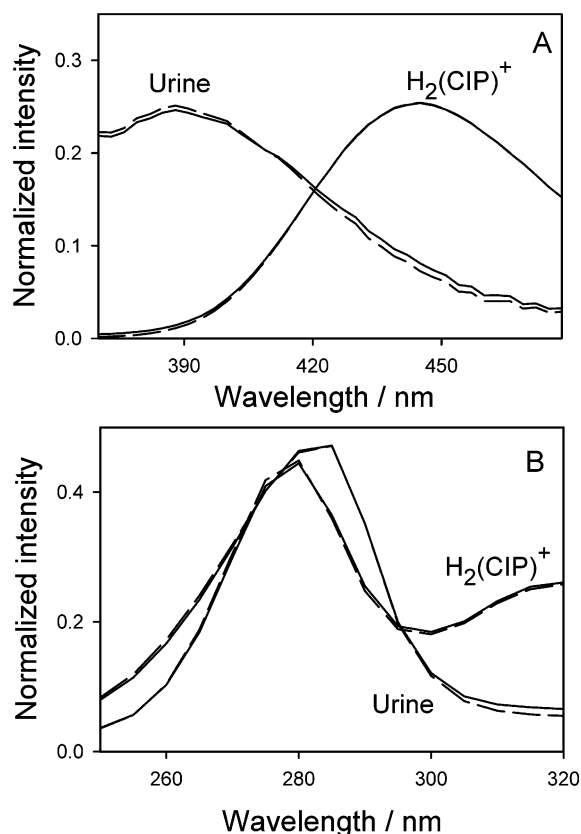 A
Urine
H2(CIP)+
0.3
0.2
0.1
0.0
Normalized intensity
390
420
450
Wavelength / nm
B
H2(CIP)+
Urine
0.4
0.2
0.0
Normalized intensity
260
280
300
320
Wavelength / nm